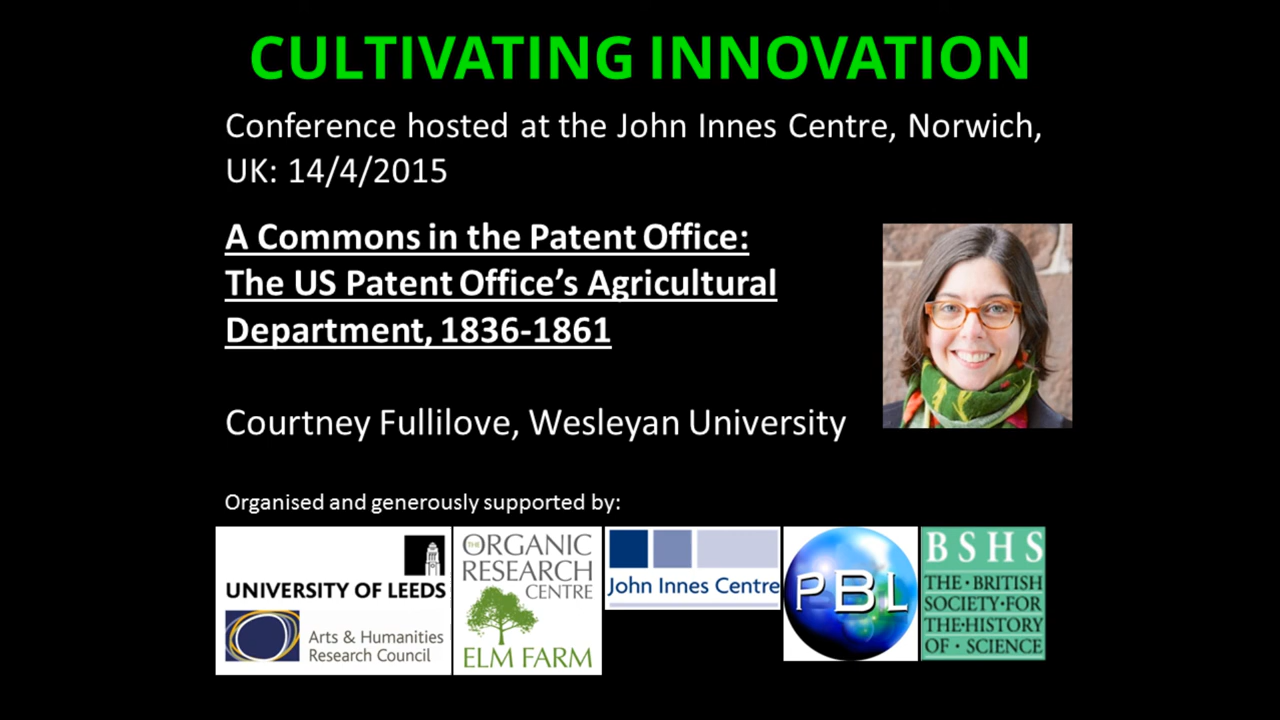 CULTIVATING INNOVATION
Conference hosted at the John Innes Centre, Norwich,
UK: 14/4/2015
A Commons in the Patent Office:
The US Patent Office’s Agricultural
Department, 1836-1861
Courtney Fullilove, Wesleyan University
Organised and generously supported by:
UNIVERSITY OF LEEDS
Arts & Humanities
Research Council
THE
ORGANIC
RESEARCH
CENTRE
ELM FARM
John Innes Centre
PBL
BSHS
THE·BRITISH
SOCIETY·FOR
THE·HISTORY
OF·SCIENCE